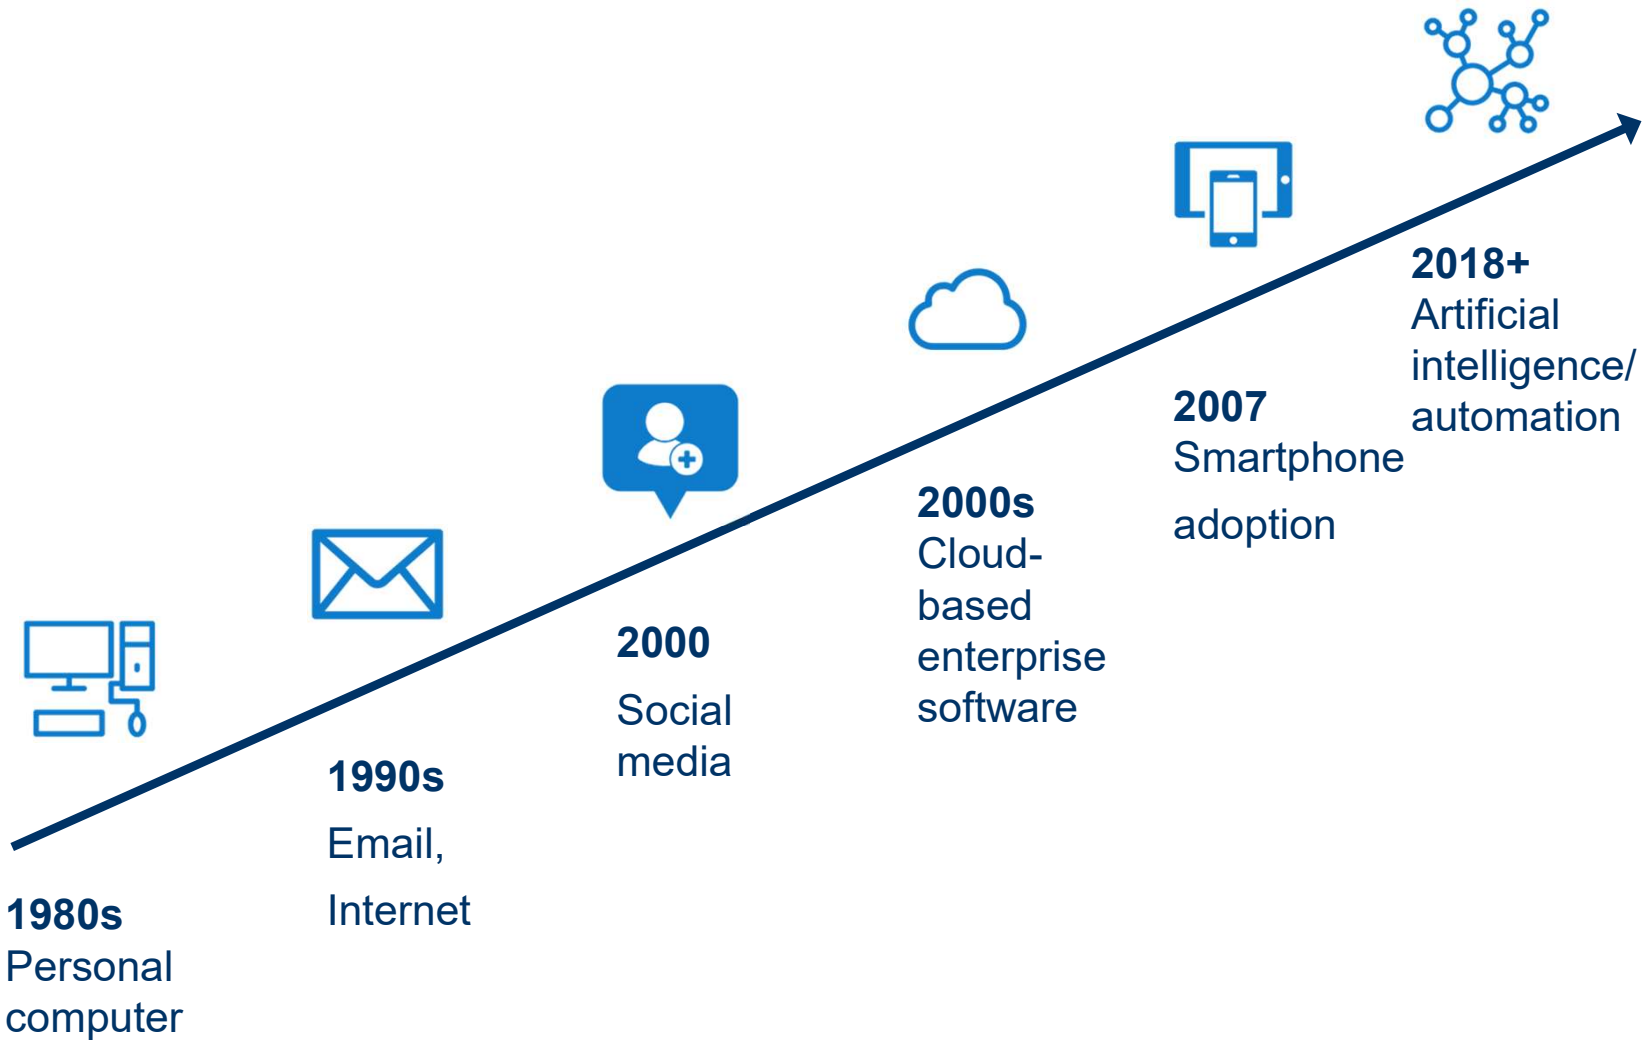 1980s
Personal
computer
1990s
Email,
Internet
2000
Social
media
2000s
Cloud-
based
enterprise
software
2007
Smartphone
adoption
2018+
Artificial
intelligence/
automation